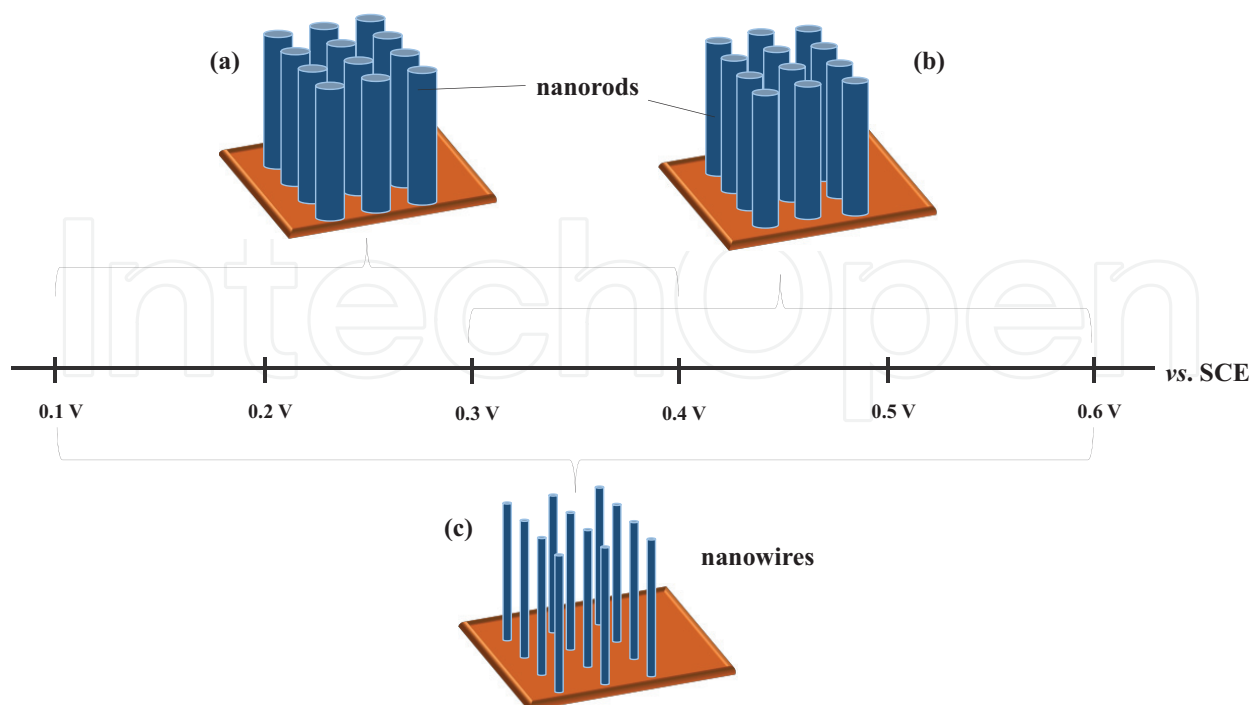 (a)
(b)
nanorods
IntechOpen
vs. SCE
0.1 V
0.2 V
0.3 V
0.4 V
0.5 V
0.6 V
(c)
nanowires